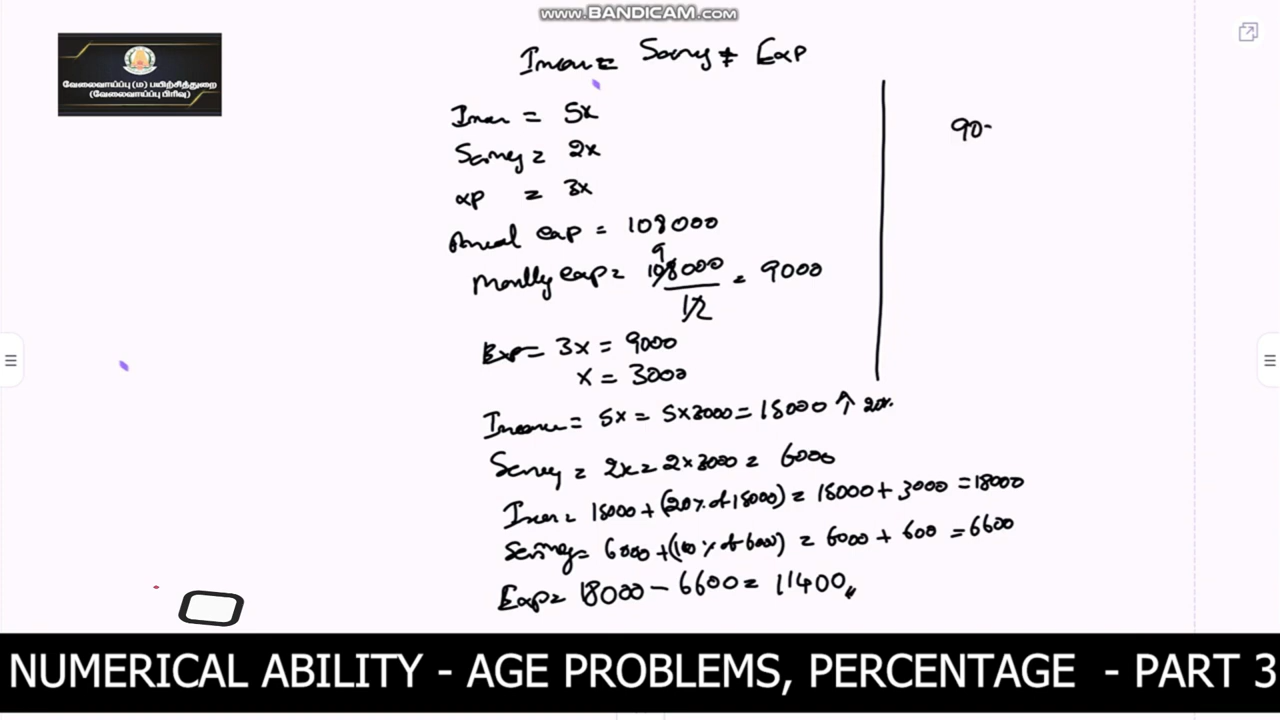 www.BANDICAM.com
வேலைவாய்ப்பு (ம) பயிற்சித்துறை
(வேலைவாய்ப்பு பிரிவு)
Income = Saving + Exp
Income = 5x
Saving = 2x
exp = 3x
Annual exp = 108000
Monthly exp = 108000/12 = 9000
9
Exp = 3x = 9000
x = 3000
Income = 5x = 5x3000 = 15000 ↑ 20%
Saving = 2x = 2x3000 = 6000
Income = 15000 + (20% of 15000) = 15000 + 3000 = 18000
Saving = 6000 + (10% of 6000) = 6000 + 600 = 6600
Exp = 18000 - 6600 = 11400
90-
NUMERICAL ABILITY - AGE PROBLEMS, PERCENTAGE - PART 3